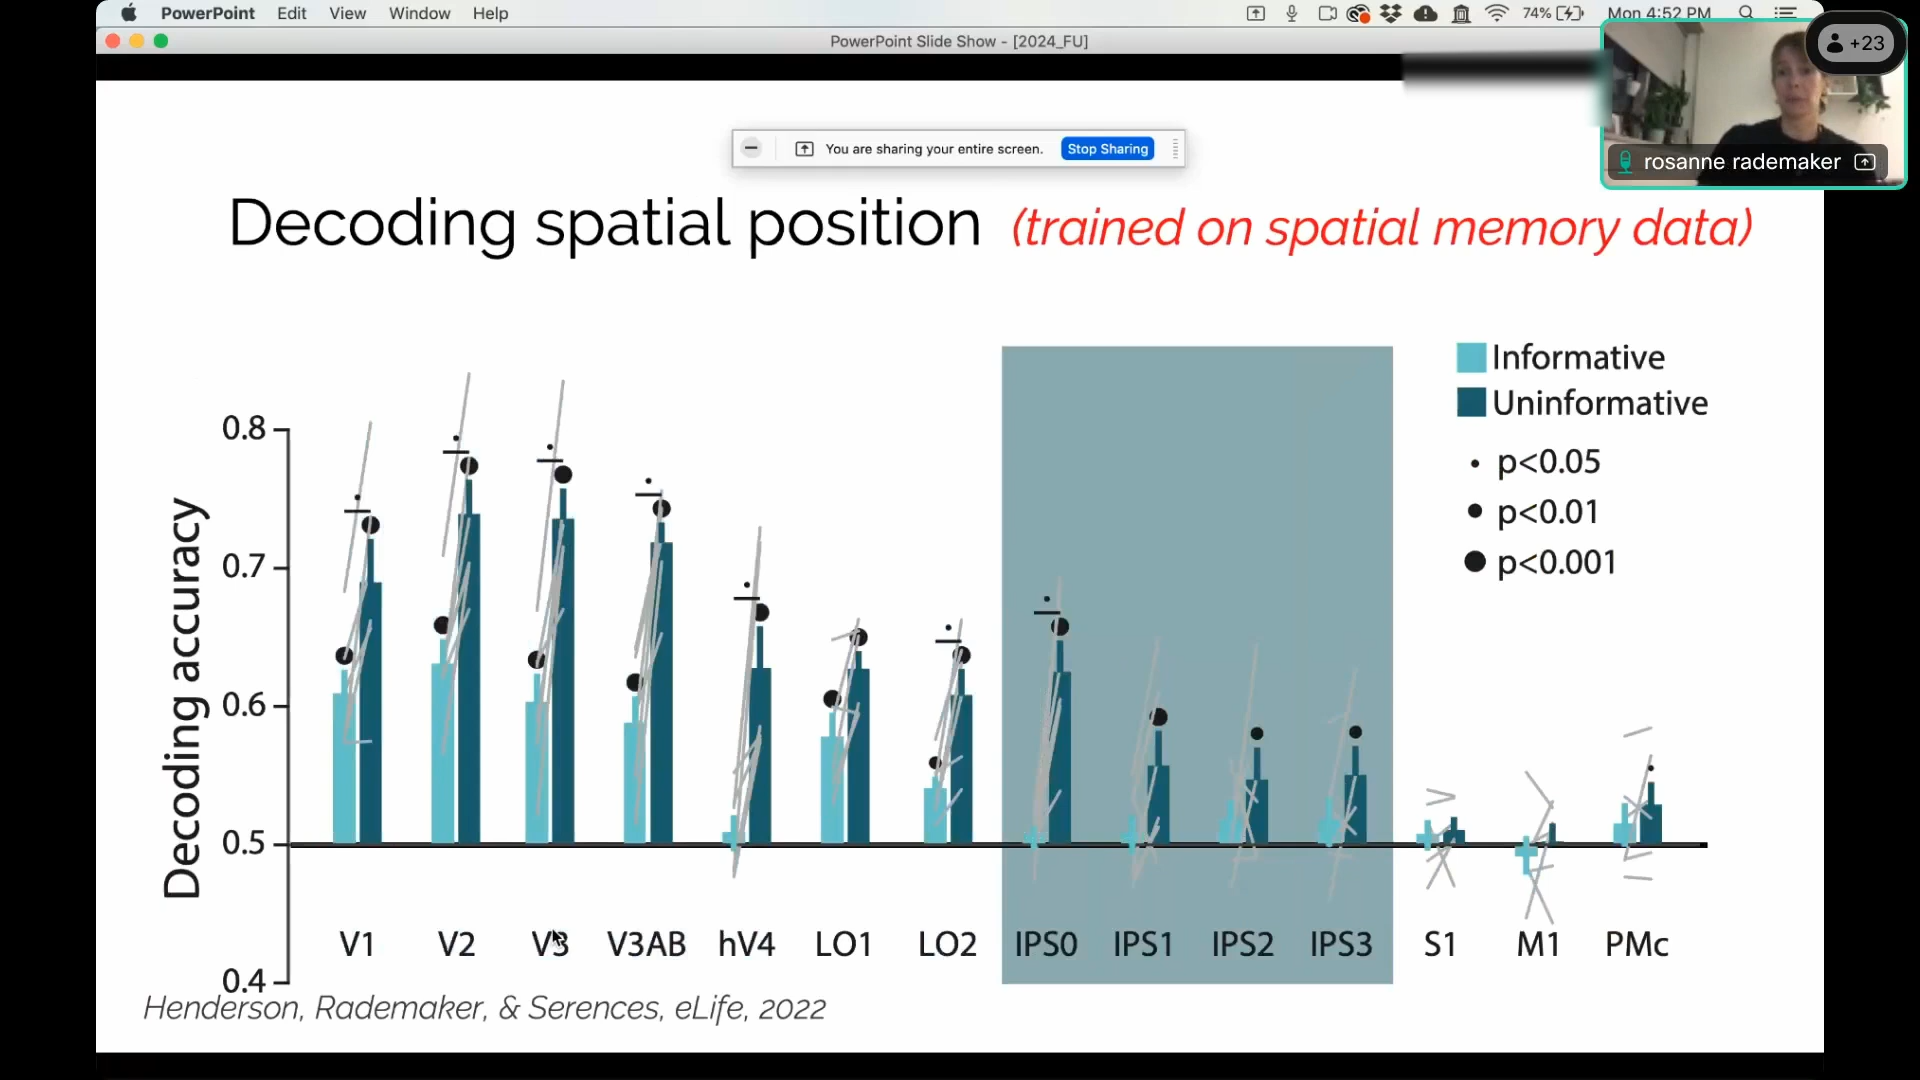 PowerPoint Edit View Window Help 74% Mon 4:52 PM
PowerPoint Slide Show - [2024_FU]
+23
You are sharing your entire screen. Stop Sharing
rosanne rademaker
Decoding spatial position (trained on spatial memory data)
Informative
Uninformative
p<0.05
p<0.01
p<0.001
Decoding accuracy
0.8
0.7
0.6
0.5
0.4
V1 V2 V3 V3AB hV4 LO1 LO2 IPS0 IPS1 IPS2 IPS3 S1 M1 PMc
Henderson, Rademaker, & Serences, eLife, 2022